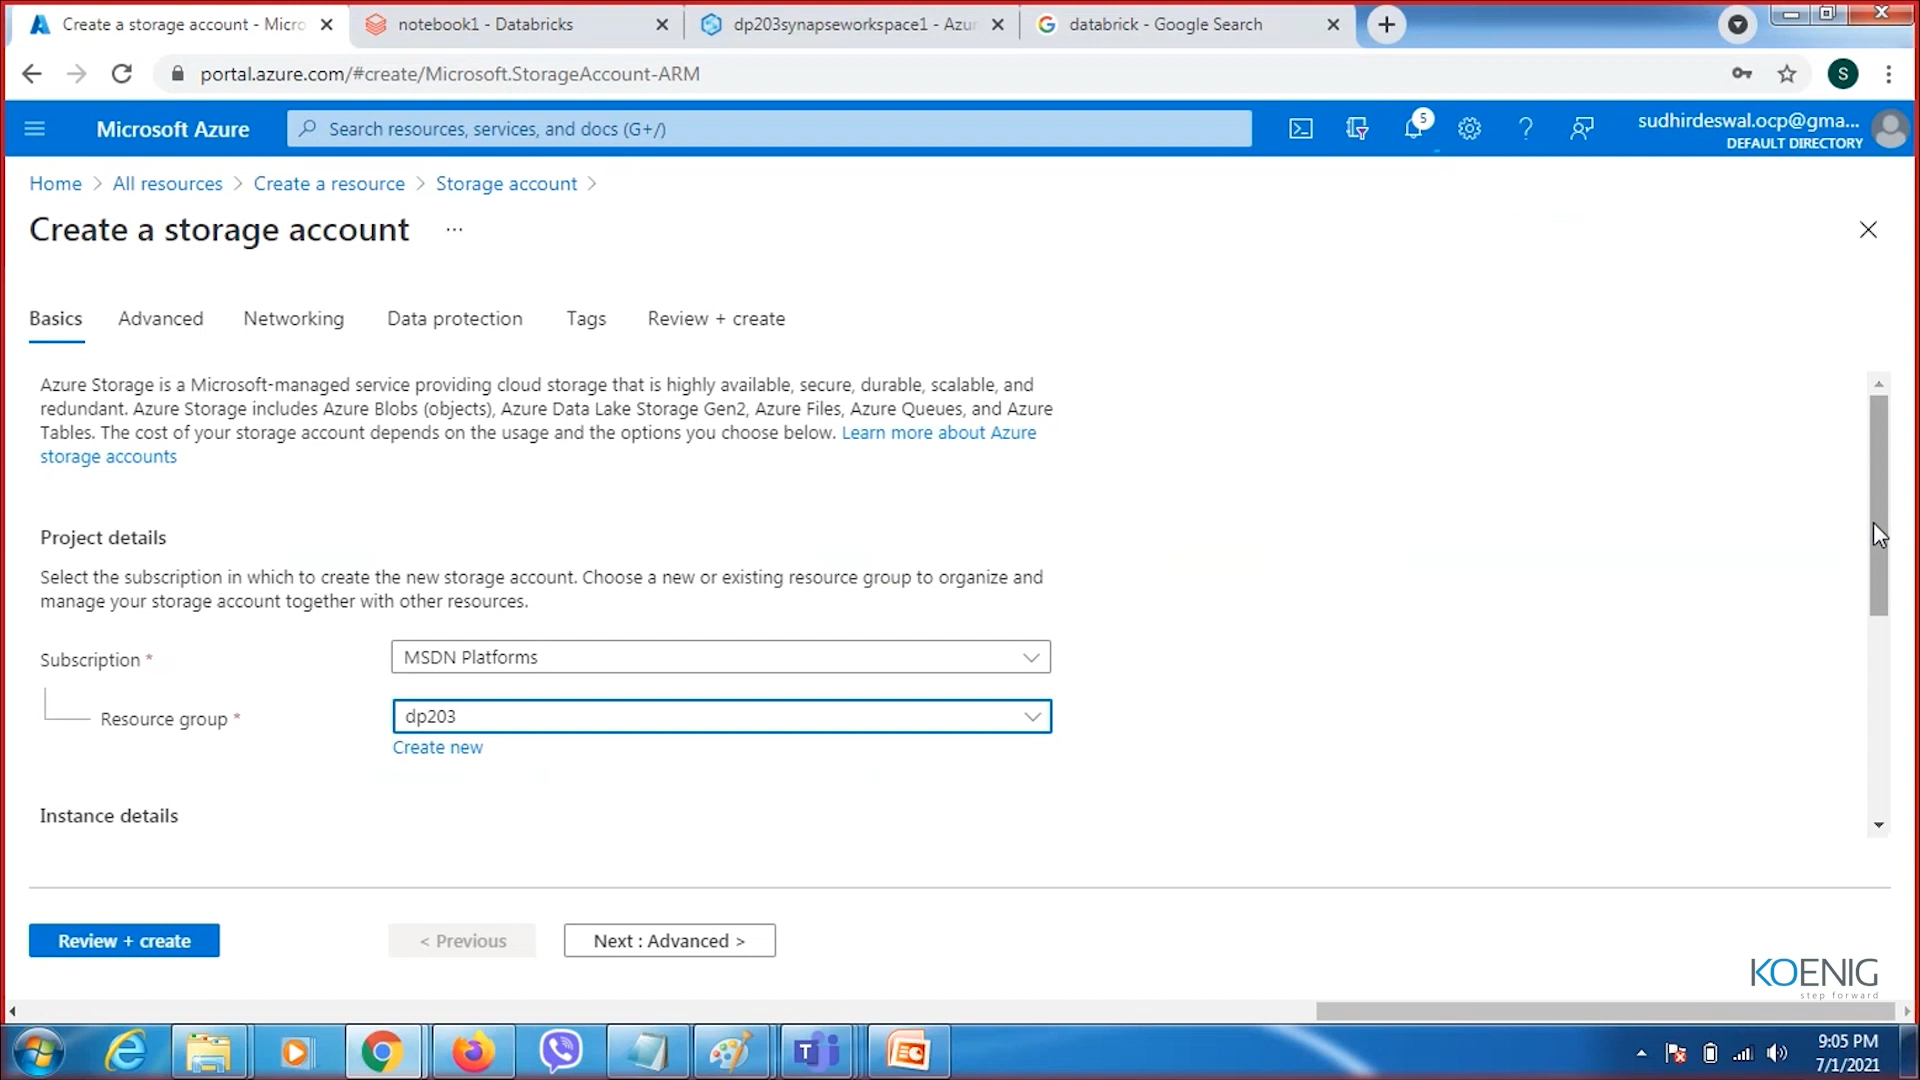 Create a storage account - Micro
notebook1 - Databricks
dp203synapseworkspace1 - Azu
databrick - Google Search
portal.azure.com/#create/Microsoft.StorageAccount-ARM
S
Microsoft Azure
Search resources, services, and docs (G+/)
5
sudhirdeswal.ocp@gma...
DEFAULT DIRECTORY
Home > All resources > Create a resource > Storage account >
Create a storage account ...
Basics
Advanced
Networking
Data protection
Tags
Review + create
Azure Storage is a Microsoft-managed service providing cloud storage that is highly available, secure, durable, scalable, and
redundant. Azure Storage includes Azure Blobs (objects), Azure Data Lake Storage Gen2, Azure Files, Azure Queues, and Azure
Tables. The cost of your storage account depends on the usage and the options you choose below. Learn more about Azure
storage accounts
Project details
Select the subscription in which to create the new storage account. Choose a new or existing resource group to organize and
manage your storage account together with other resources.
Subscription *
MSDN Platforms
Resource group *
dp203
Create new
Instance details
Review + create
< Previous
Next : Advanced >
KOENIG
step forward
9:05 PM
7/1/2021